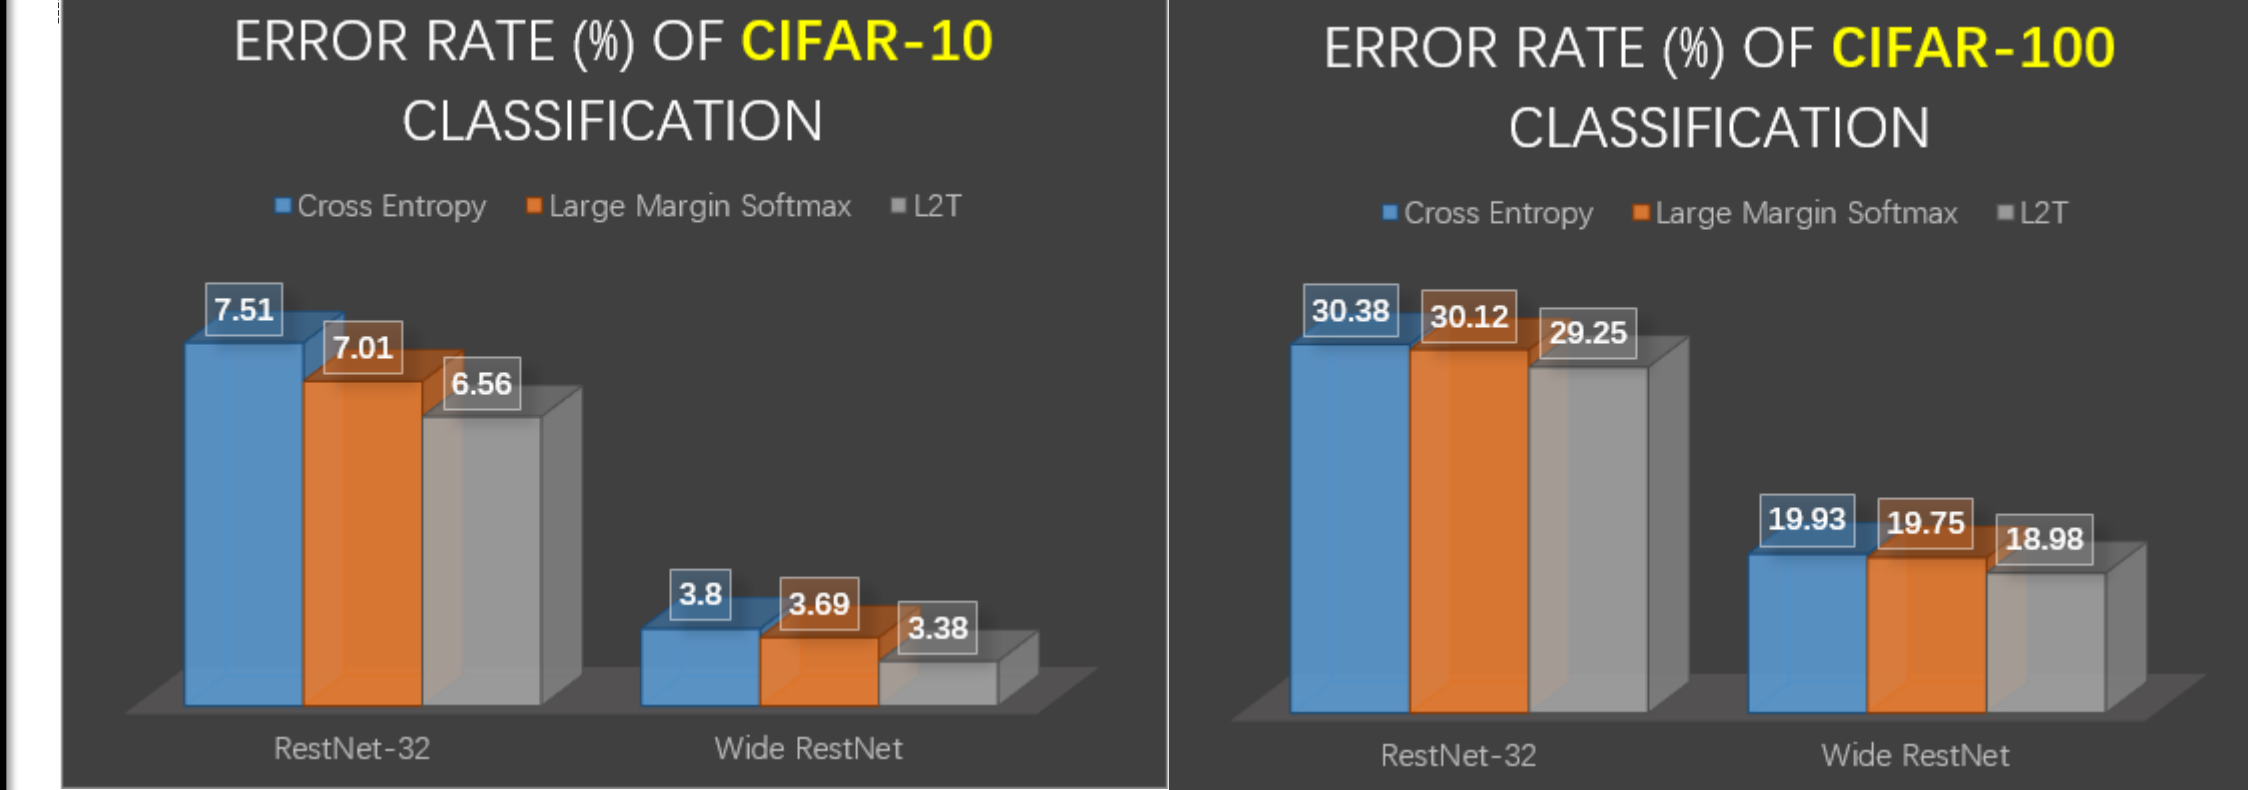 ERROR RATE (%) OF CIFAR-10
CLASSIFICATION
Cross Entropy Large Margin Softmax L2T
7.51
7.01
6.56
3.8
3.69
3.38
RestNet-32 Wide RestNet
ERROR RATE (%) OF CIFAR-100
CLASSIFICATION
Cross Entropy Large Margin Softmax L2T
30.38
30.12
29.25
19.93
19.75
18.98
RestNet-32 Wide RestNet